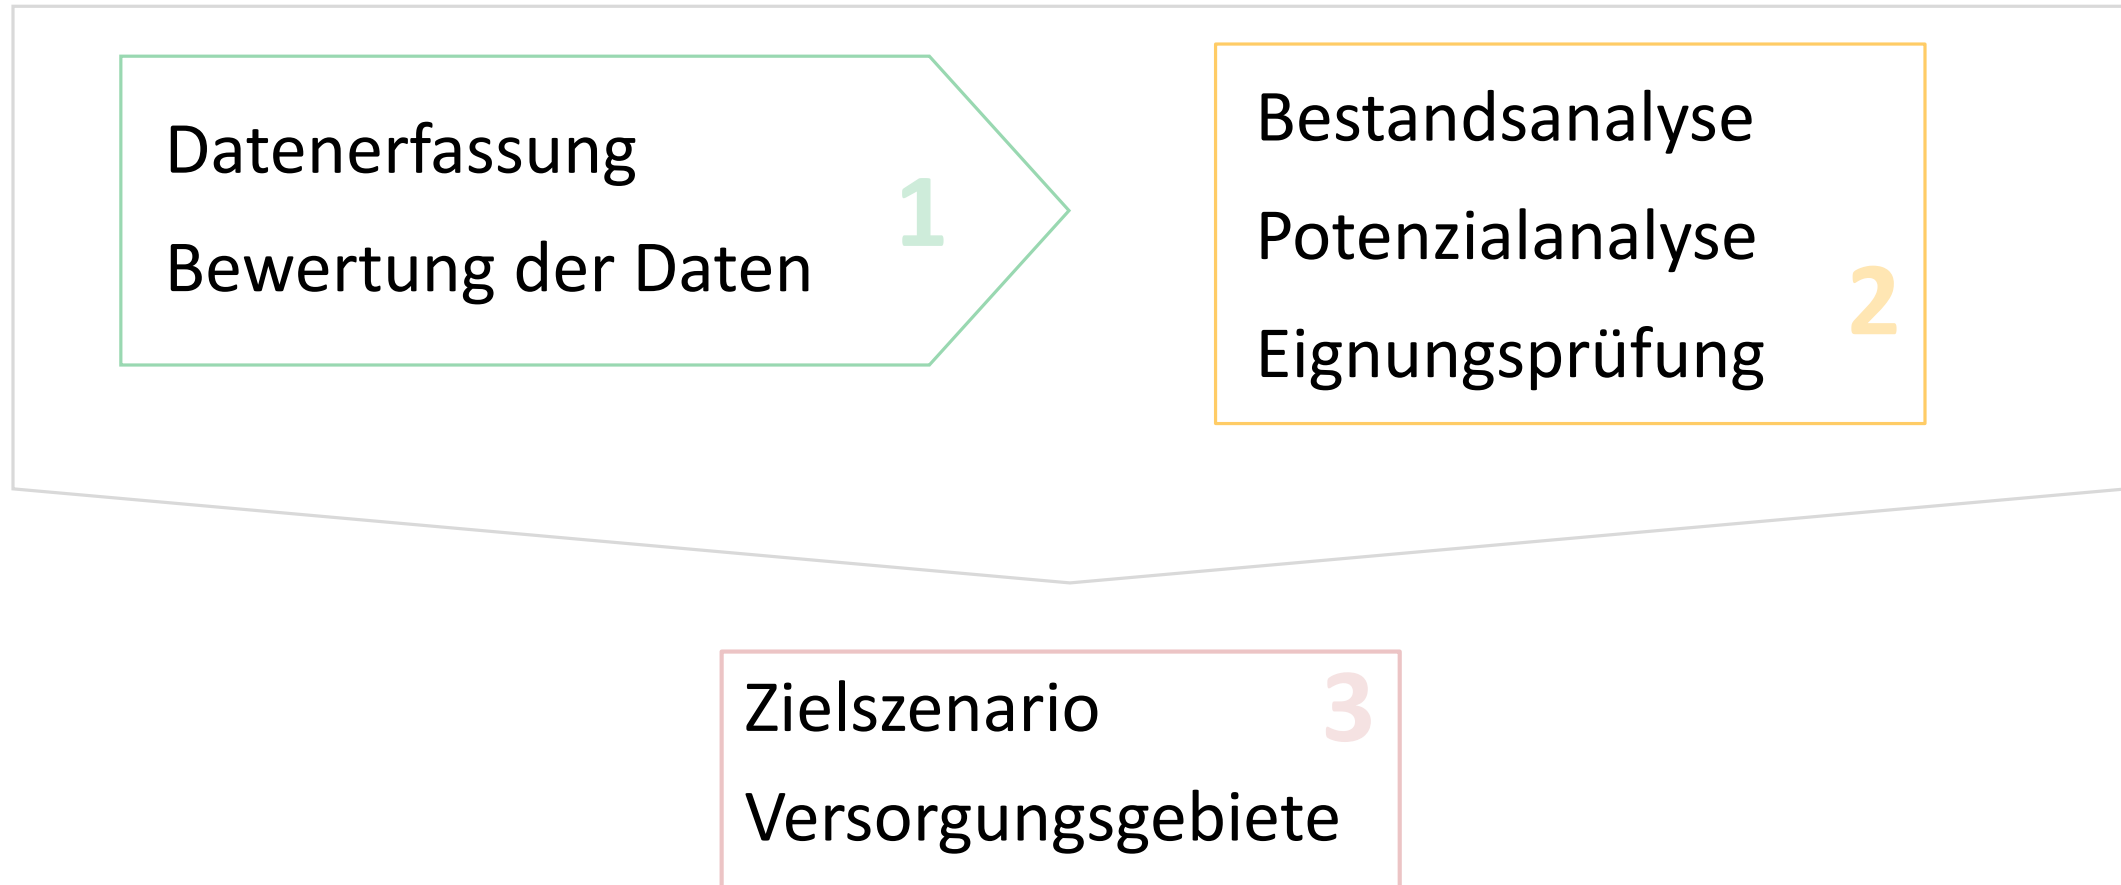 Datenerfassung
Bewertung der Daten
1
Bestandsanalyse
Potenzialanalyse
Eignungsprüfung
2
Zielszenario
3
Versorgungsgebiete